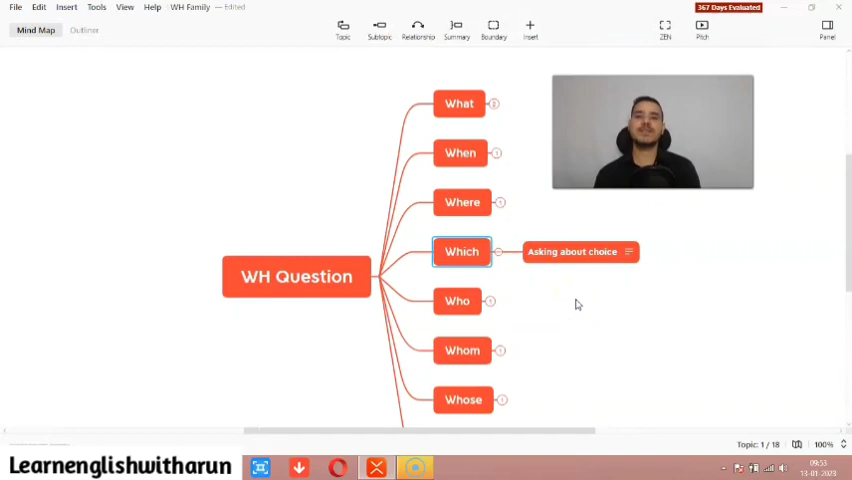 File Edit Insert Tools View Help WH Family — Edited
367 Days Evaluated
Mind Map Outliner
Topic Subtopic Relationship Summary Boundary Insert ZEN Pitch Panel
What
When
Where
WH Question
Which
Asking about choice
Who
Whom
Whose
Topic: 1 / 18 100%
Learnenglishwitharun
09:53
13-01-2023